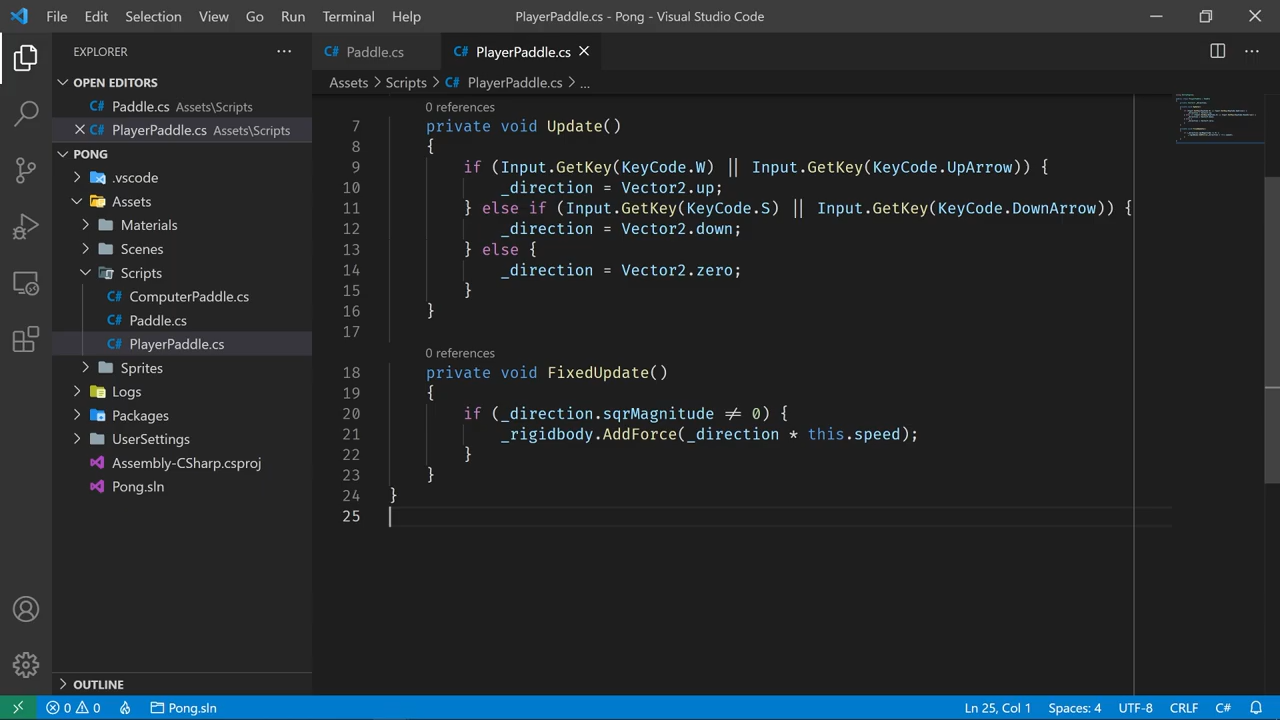 File Edit Selection View Go Run Terminal Help PlayerPaddle.cs - Pong - Visual Studio Code
EXPLORER
Paddle.cs PlayerPaddle.cs
OPEN EDITORS
Paddle.cs Assets\Scripts
PlayerPaddle.cs Assets\Scripts
PONG
.vscode
Assets
Materials
Scenes
Scripts
ComputerPaddle.cs
Paddle.cs
PlayerPaddle.cs
Sprites
Logs
Packages
UserSettings
Assembly-CSharp.csproj
Pong.sln
OUTLINE
Assets > Scripts > PlayerPaddle.cs > ...
0 references
7 private void Update()
8 {
9 if (Input.GetKey(KeyCode.W) || Input.GetKey(KeyCode.UpArrow)) {
10 _direction = Vector2.up;
11 } else if (Input.GetKey(KeyCode.S) || Input.GetKey(KeyCode.DownArrow)) {
12 _direction = Vector2.down;
13 } else {
14 _direction = Vector2.zero;
15 }
16 }
17
0 references
18 private void FixedUpdate()
19 {
20 if (_direction.sqrMagnitude ≠ 0) {
21 _rigidbody.AddForce(_direction * this.speed);
22 }
23 }
24 }
25
0 0 Pong.sln Ln 25, Col 1 Spaces: 4 UTF-8 CRLF C#